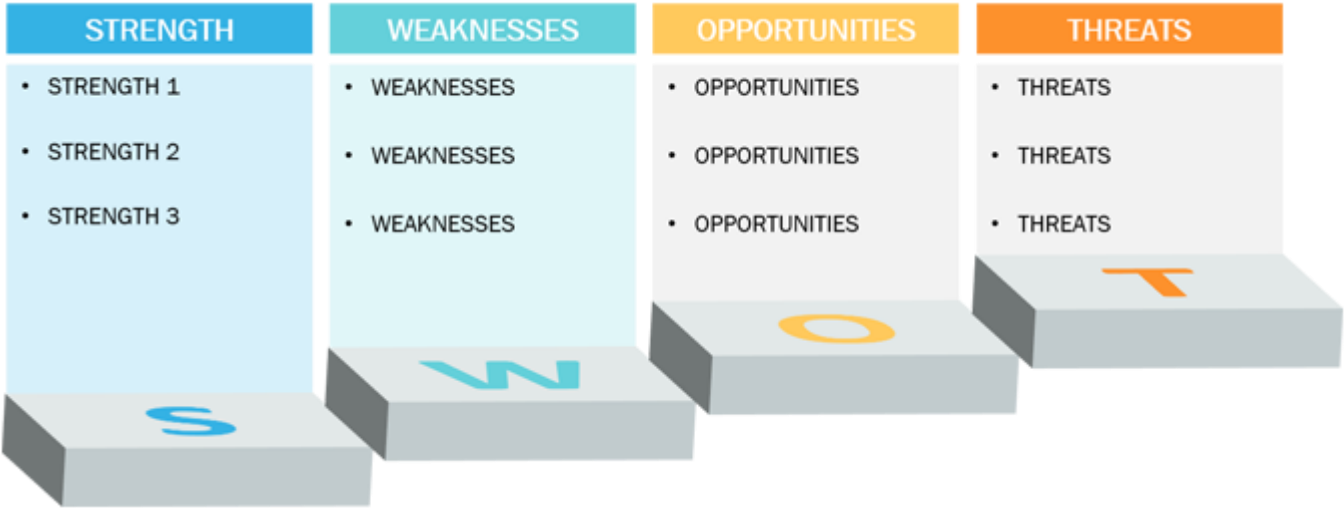 STRENGTH
• STRENGTH 1
• STRENGTH 2
• STRENGTH 3
S
WEAKNESSES
• WEAKNESSES
• WEAKNESSES
• WEAKNESSES
W
OPPORTUNITIES
• OPPORTUNITIES
• OPPORTUNITIES
• OPPORTUNITIES
O
THREATS
• THREATS
• THREATS
• THREATS
T